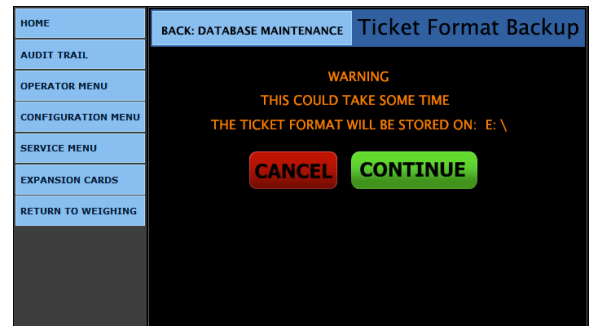 HOME
AUDIT TRAIL
OPERATOR MENU
CONFIGURATION MENU
SERVICE MENU
EXPANSION CARDS
RETURN TO WEIGHING
BACK: DATABASE MAINTENANCE
Ticket Format Backup
WARNING
THIS COULD TAKE SOME TIME
THE TICKET FORMAT WILL BE STORED ON: E: \
CANCEL
CONTINUE